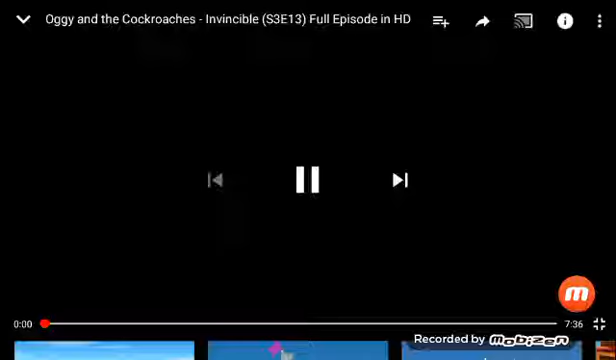 Oggy and the Cockroaches - Invincible (S3E13) Full Episode in HD
0:00
7:36
Recorded by mobizen